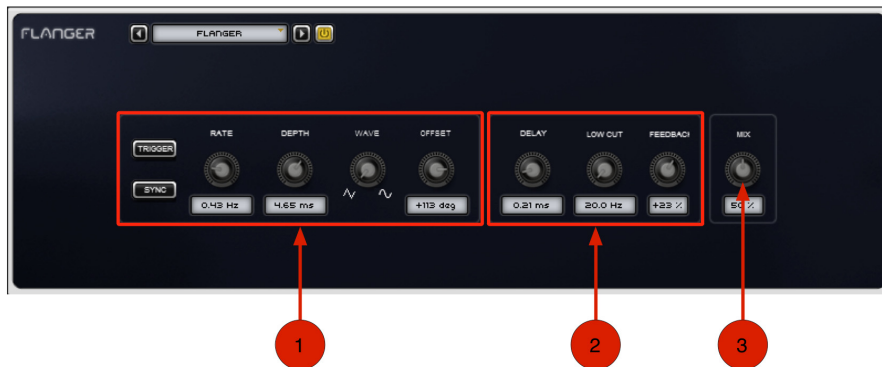 FLANGER
FLANGER
TRIGGER
SYNC
RATE DEPTH WAVE OFFSET
0.43 Hz 4.65 ms +113 deg
DELAY LOW CUT FEEDBACK
0.21 ms 20.0 Hz +23 %
MIX
50 %
1 2 3